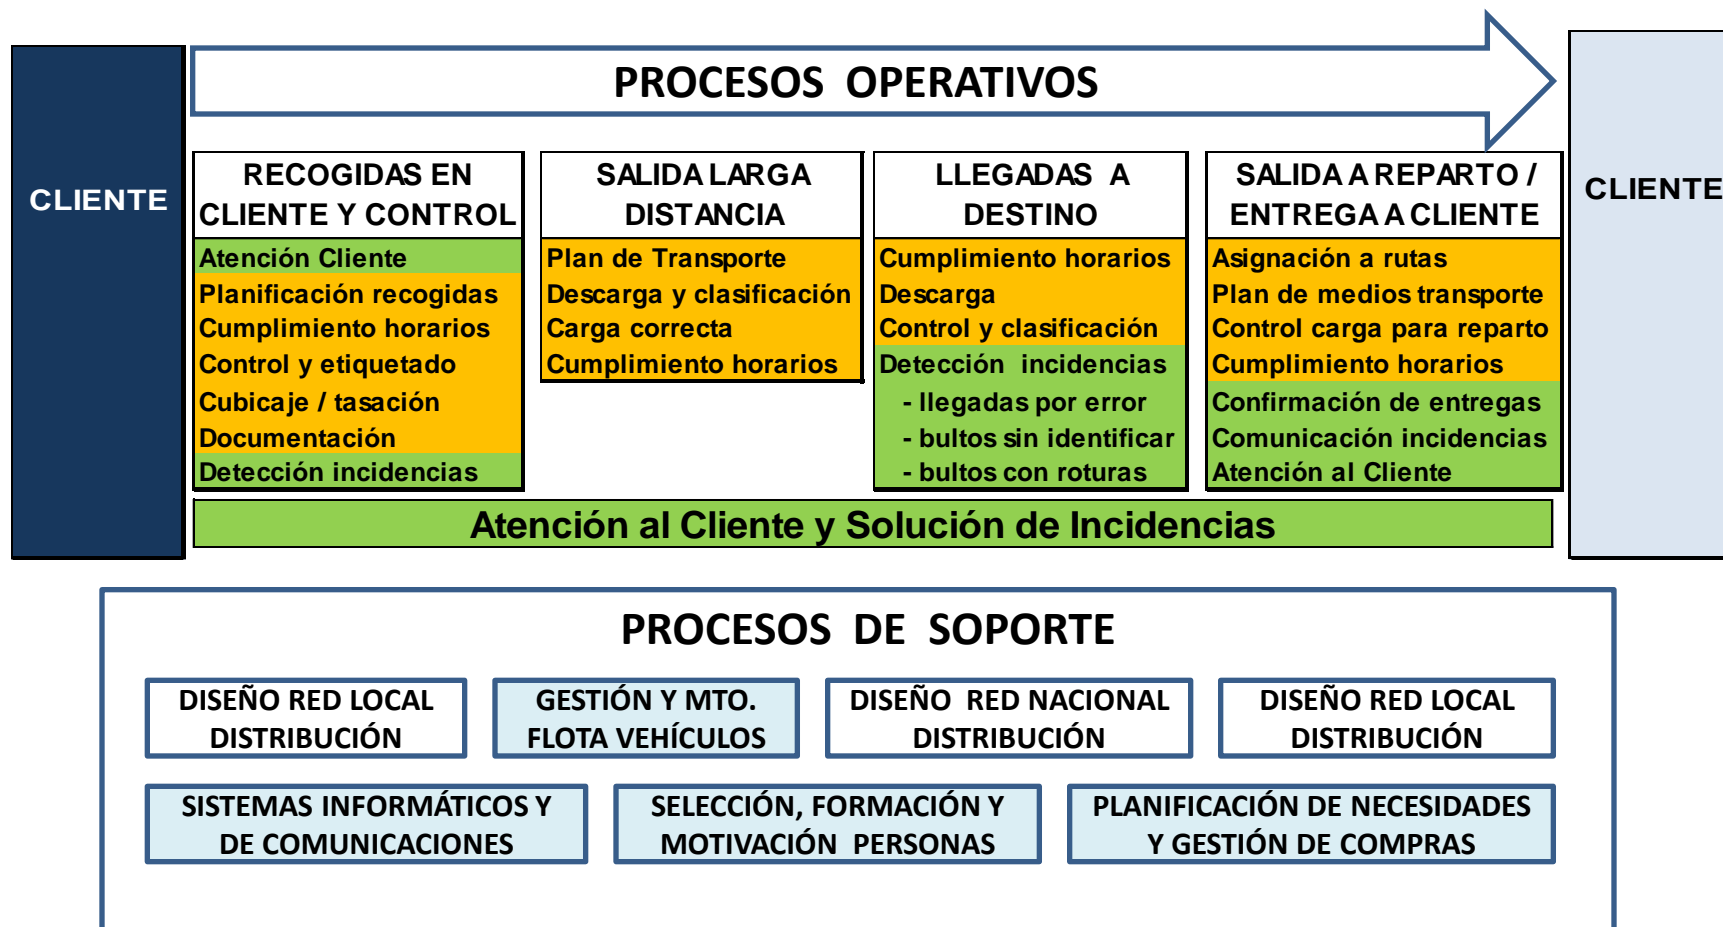 PROCESOS OPERATIVOS
CLIENTE
RECOGIDAS EN
CLIENTE Y CONTROL
Atención Cliente
Planificación recogidas
Cumplimiento horarios
Control y etiquetado
Cubicaje / tasación
Documentación
Detección incidencias
SALIDA LARGA
DISTANCIA
Plan de Transporte
Descarga y clasificación
Carga correcta
Cumplimiento horarios
LLEGADAS A
DESTINO
Cumplimiento horarios
Descarga
Control y clasificación
Detección incidencias
- llegadas por error
- bultos sin identificar
- bultos con roturas
SALIDA A REPARTO /
ENTREGA A CLIENTE
Asignación a rutas
Plan de medios transporte
Control carga para reparto
Cumplimiento horarios
Confirmación de entregas
Comunicación incidencias
Atención al Cliente
CLIENTE
Atención al Cliente y Solución de Incidencias
PROCESOS DE SOPORTE
DISEÑO RED LOCAL
DISTRIBUCIÓN
GESTIÓN Y MTO.
FLOTA VEHÍCULOS
DISEÑO RED NACIONAL
DISTRIBUCIÓN
DISEÑO RED LOCAL
DISTRIBUCIÓN
SISTEMAS INFORMÁTICOS Y
DE COMUNICACIONES
SELECCIÓN, FORMACIÓN Y
MOTIVACIÓN PERSONAS
PLANIFICACIÓN DE NECESIDADES
Y GESTIÓN DE COMPRAS